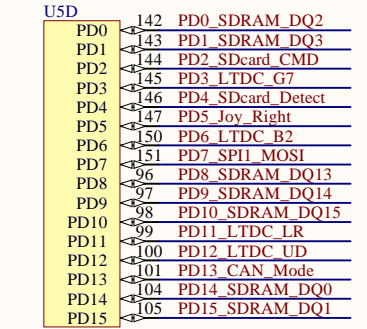 U5D
PD0 142 PD0_SDRAM_DQ2
PD1 143 PD1_SDRAM_DQ3
PD2 144 PD2_SDcard_CMD
PD3 145 PD3_LTDC_G7
PD4 146 PD4_SDcard_Detect
PD5 147 PD5_Joy_Right
PD6 150 PD6_LTDC_B2
PD7 151 PD7_SPI1_MOSI
PD8 96 PD8_SDRAM_DQ13
PD9 97 PD9_SDRAM_DQ14
PD10 98 PD10_SDRAM_DQ15
PD11 99 PD11_LTDC_LR
PD12 100 PD12_LTDC_UD
PD13 101 PD13_CAN_Mode
PD14 104 PD14_SDRAM_DQ0
PD15 105 PD15_SDRAM_DQ1